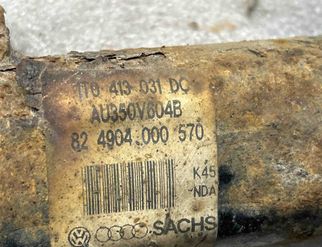 1T0 413 031 DC
AU350V604B
82 4904 000 570
K45
NDA
SACHS